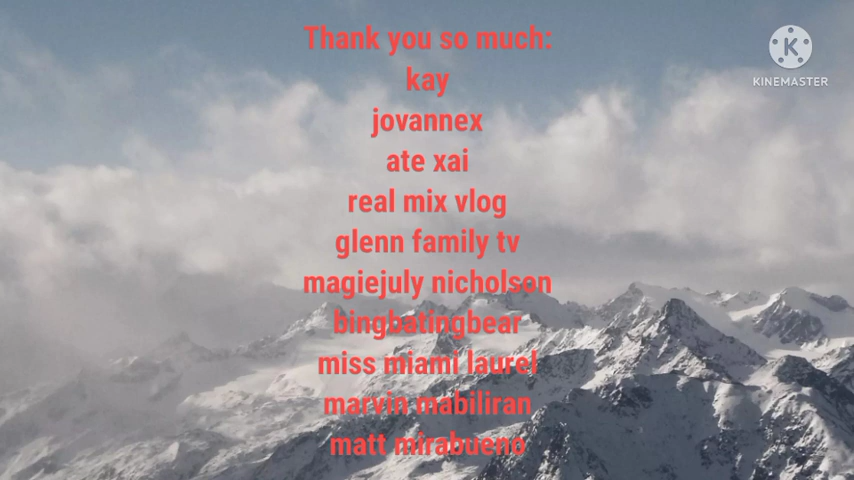 Thank you so much:
kay
jovannex
ate xai
real mix vlog
glenn family tv
magiejuly nicholson
bingbatingbear
miss miami laurel
marvin mabiliran
matt mirabueno
K
KINEMASTER